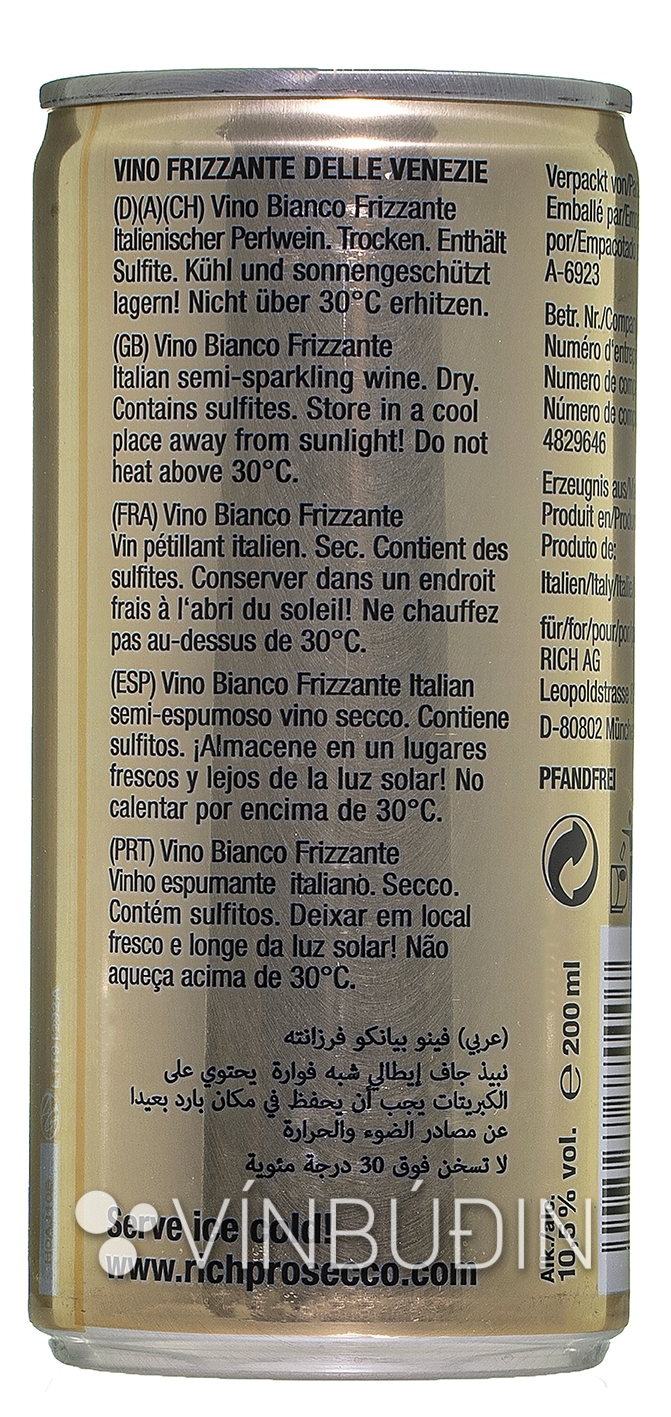 VINO FRIZZANTE DELLE VENEZIE
(D)(A)(CH) Vino Bianco Frizzante
Italienischer Perlwein. Trocken. Enthält
Sulfite. Kühl und sonnengeschützt
lagern! Nicht über 30°C erhitzen.
(GB) Vino Bianco Frizzante
Italian semi-sparkling wine. Dry.
Contains sulfites. Store in a cool
place away from sunlight! Do not
heat above 30°C.
(FRA) Vino Bianco Frizzante
Vin pétillant italien. Sec. Contient des
sulfites. Conserver dans un endroit
frais à l‘abri du soleil! Ne chauffez
pas au-dessus de 30°C.
(ESP) Vino Bianco Frizzante Italian
semi-espumoso vino secco. Contiene
sulfitos. ¡Almacene en un lugares
frescos y lejos de la luz solar! No
calentar por encima de 30°C.
(PRT) Vino Bianco Frizzante
Vinho espumante italiano. Secco.
Contém sulfitos. Deixar em local
fresco e longe da luz solar! Não
aqueça acima de 30°C.
(عربي) فينو بيانكو فرزانته
نبيذ جاف إيطالي شبه فوارة يحتوي على
الكبريتات يجب أن يحفظ في مكان بارد بعيدا
عن مصادر الضوء والحرارة
لا تسخن فوق 30 درجة مئوية
Serve ice cold!
www.richprosecco.com
VÍNBÚÐIN
Verpackt von/
Emballé par/
por/Empacotado
A-6923
Betr. Nr./
Numéro d'
Numero de
Número de
4829646
Erzeugnis aus/
Produit en/
Produto de:
Italien/Italy/
für/for/pour/por/
RICH AG
Leopoldstrasse
D-80802
PFANDFREI
Alk./alc.
10,5% vol. e 200 ml